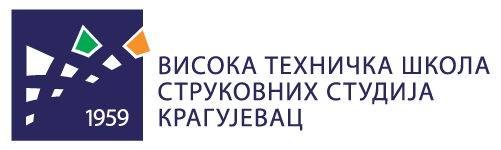 ВИСОКА ТЕХНИЧКА ШКОЛА
СТРУКОВНИХ СТУДИЈА
КРАГУЈЕВАЦ
1959